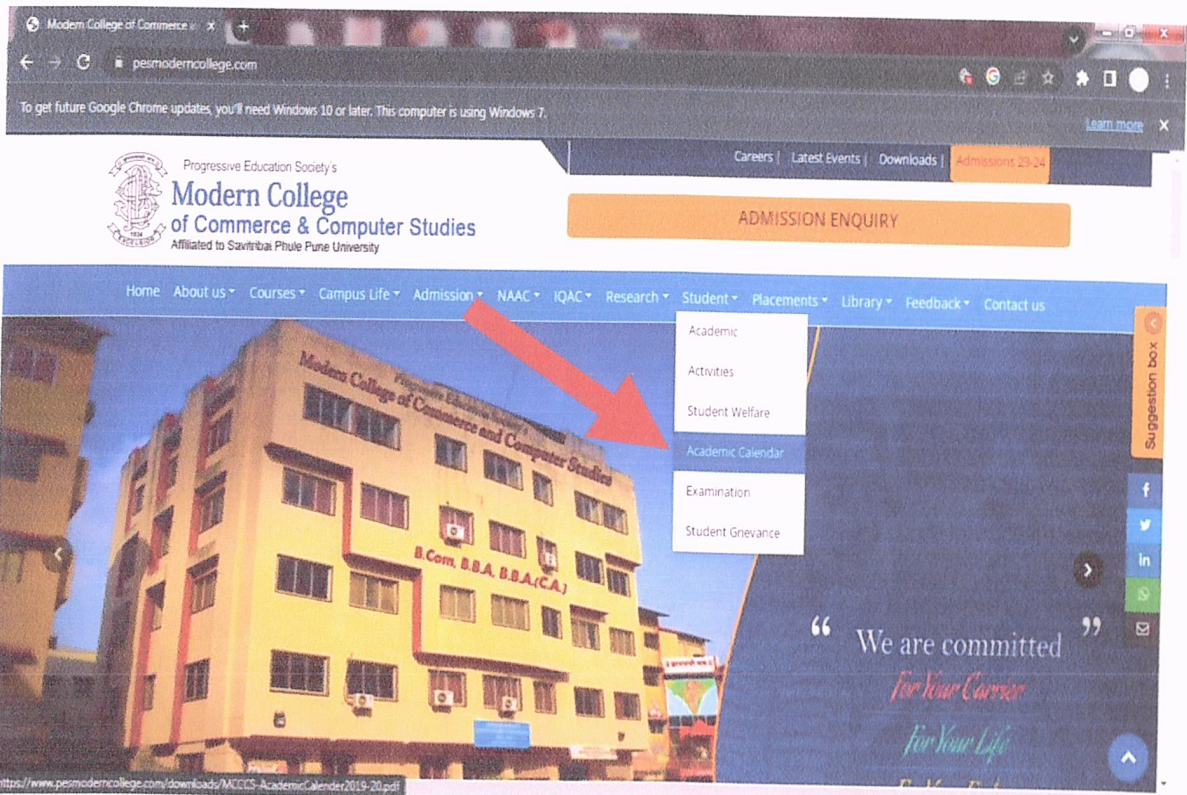 Modern College of Commerce
pesmoderncollege.com
To get future Google Chrome updates, you'll need Windows 10 or later. This computer is using Windows 7.
Learn more
Careers | Latest Events | Downloads | Admissions 23-24
Progressive Education Society's
Modern College
of Commerce & Computer Studies
Affiliated to Savitribai Phule Pune University
1934
EXCELSIOR
ADMISSION ENQUIRY
Home About us Courses Campus Life Admission NAAC IQAC Research Student Placements Library Feedback Contact us
Academic
Activities
Student Welfare
Academic Calendar
Examination
Student Grievance
Suggestion box
Progressive Education Society's
Modern College of Commerce and Computer Studies
B.Com, B.B.A, B.B.A.(C.A.)
“ We are committed ”
For Your Carrier
For Your Life
https://www.pesmoderncollege.com/downloads/MCCCS-AcademicCalender2019-20.pdf